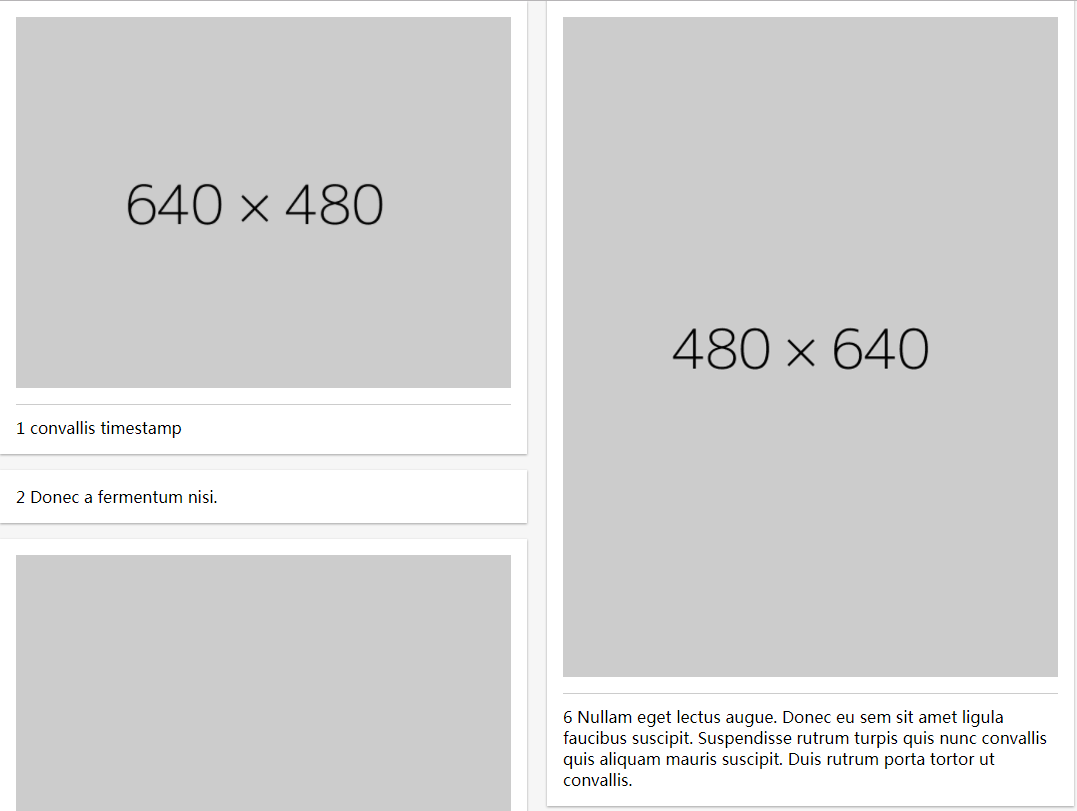 640 × 480
1 convallis timestamp
2 Donec a fermentum nisi.
480 × 640
6 Nullam eget lectus augue. Donec eu sem sit amet ligula
faucibus suscipit. Suspendisse rutrum turpis quis nunc convallis
quis aliquam mauris suscipit. Duis rutrum porta tortor ut
convallis.